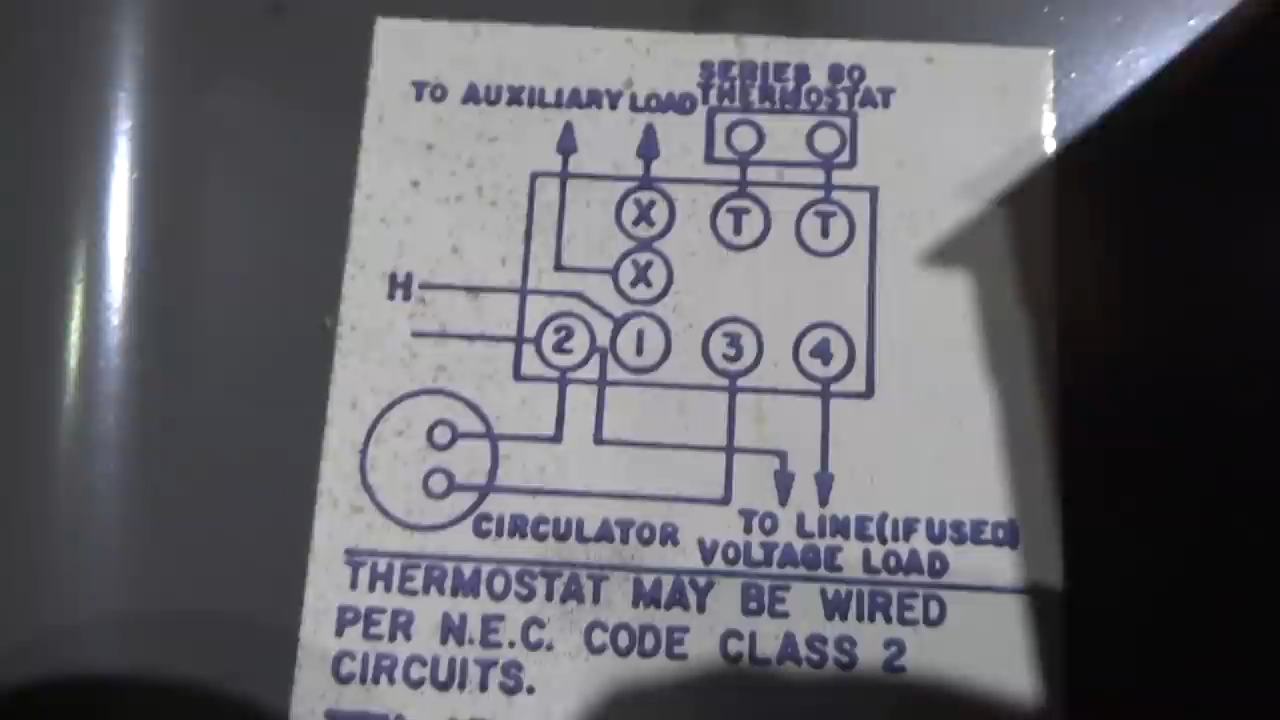 SERIES 80
TO AUXILIARY LOAD THERMOSTAT
X T T
X
H
2 1 3 4
CIRCULATOR
TO LINE(IF USED)
VOLTAGE LOAD
THERMOSTAT MAY BE WIRED
PER N.E.C. CODE CLASS 2
CIRCUITS.